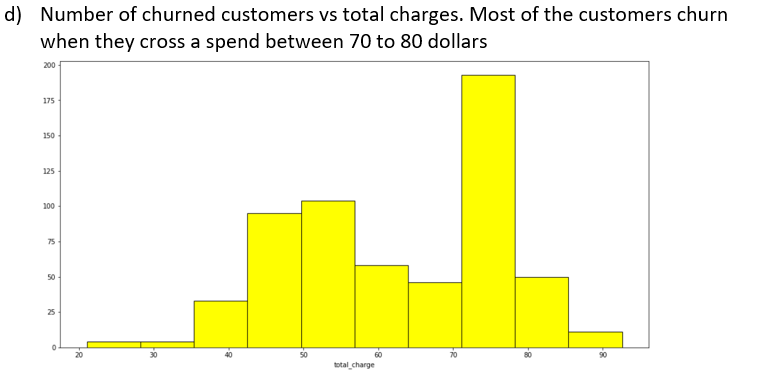 d) Number of churned customers vs total charges. Most of the customers churn
when they cross a spend between 70 to 80 dollars
200
175
150
125
100
75
50
25
0
20 30 40 50 60 70 80 90
total_charge